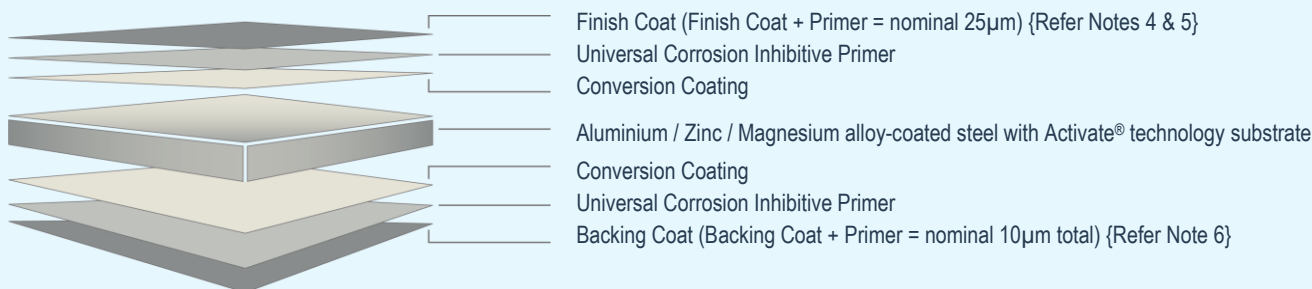 Finish Coat (Finish Coat + Primer = nominal 25µm) {Refer Notes 4 & 5}
Universal Corrosion Inhibitive Primer
Conversion Coating
Aluminium / Zinc / Magnesium alloy-coated steel with Activate® technology substrate
Conversion Coating
Universal Corrosion Inhibitive Primer
Backing Coat (Backing Coat + Primer = nominal 10µm total) {Refer Note 6}